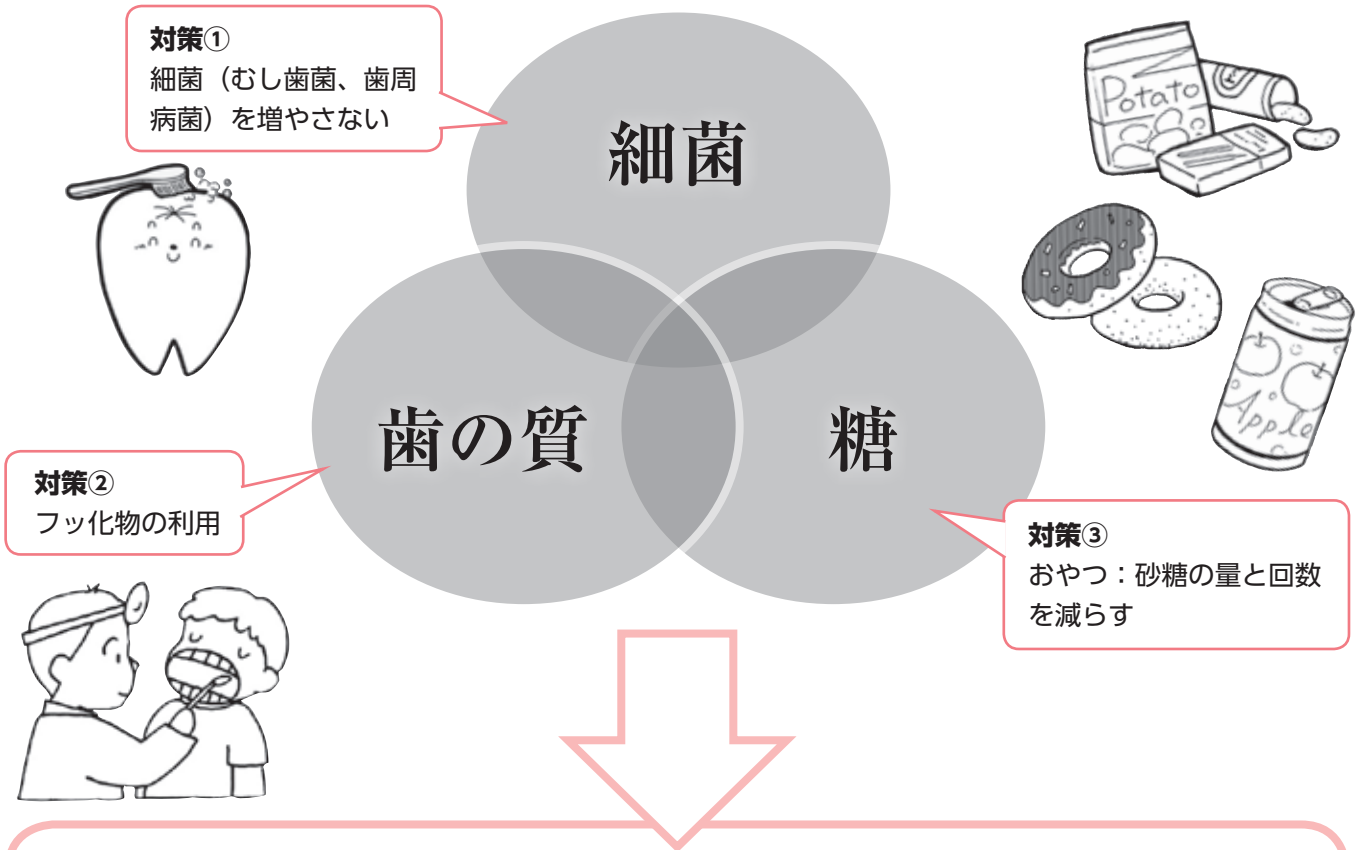 対策①
細菌（むし歯菌、歯周
病菌）を増やさない
細菌
Potato
歯の質
糖
Apple
対策②
フッ化物の利用
対策③
おやつ：砂糖の量と回数
を減らす